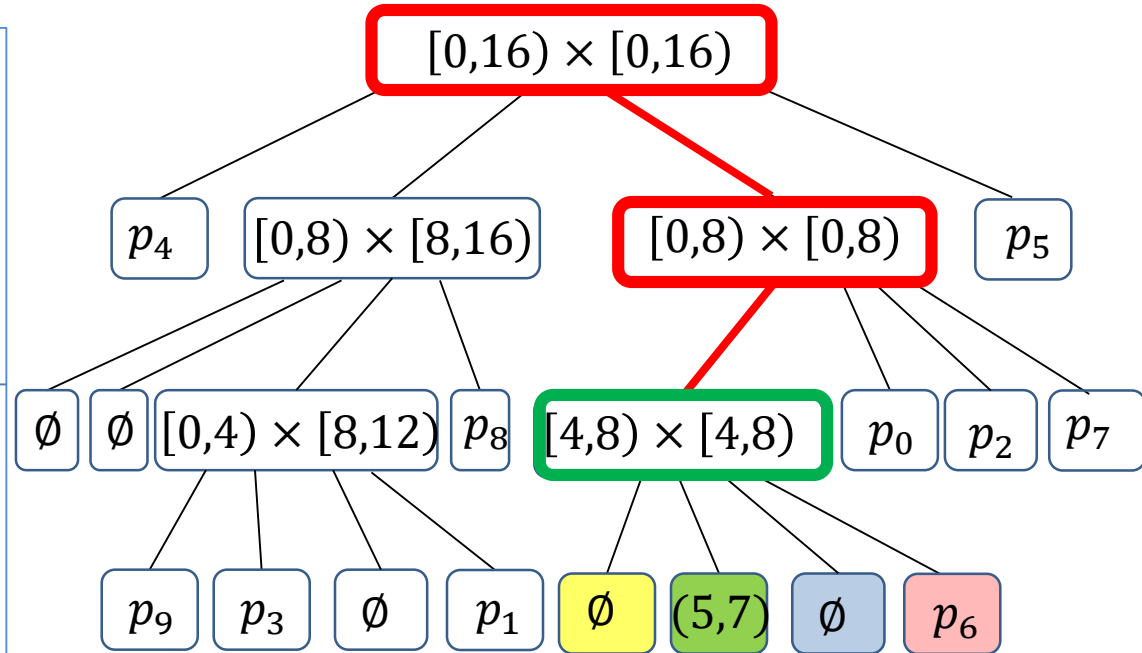 [0,16) × [0,16)
p₄ [0,8) × [8,16) [0,8) × [0,8) p₅
∅ ∅ [0,4) × [8,12) p₈ [4,8) × [4,8) p₀ p₂ p₇
p₉ p₃ ∅ p₁ ∅ (5,7) ∅ p₆